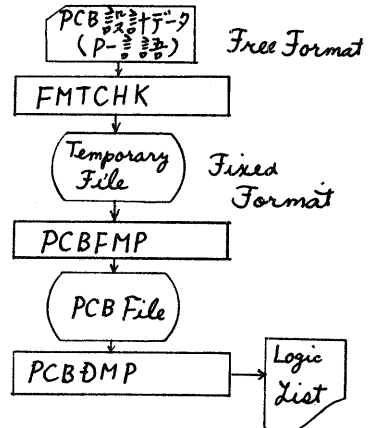 PCB設計データ
(P-言語)
Free Format
FMTCHK
Temporary
File
Fixed
Format
PCBFMP
PCB File
PCBDMP
Logic
List